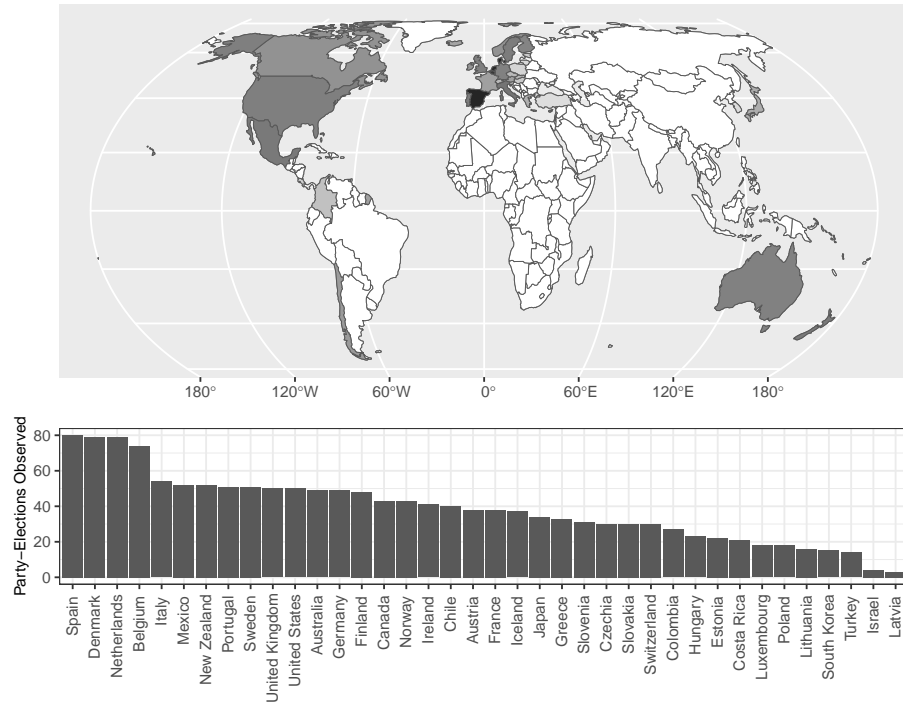 180° 120°W 60°W 0° 60°E 120°E 180°
Party−Elections Observed
80
60
40
20
0
Spain
Denmark
Netherlands
Belgium
Italy
Mexico
New Zealand
Portugal
Sweden
United Kingdom
United States
Australia
Germany
Finland
Canada
Norway
Ireland
Chile
Austria
France
Iceland
Japan
Greece
Slovenia
Czechia
Slovakia
Switzerland
Colombia
Hungary
Estonia
Costa Rica
Luxembourg
Poland
Lithuania
South Korea
Turkey
Israel
Latvia